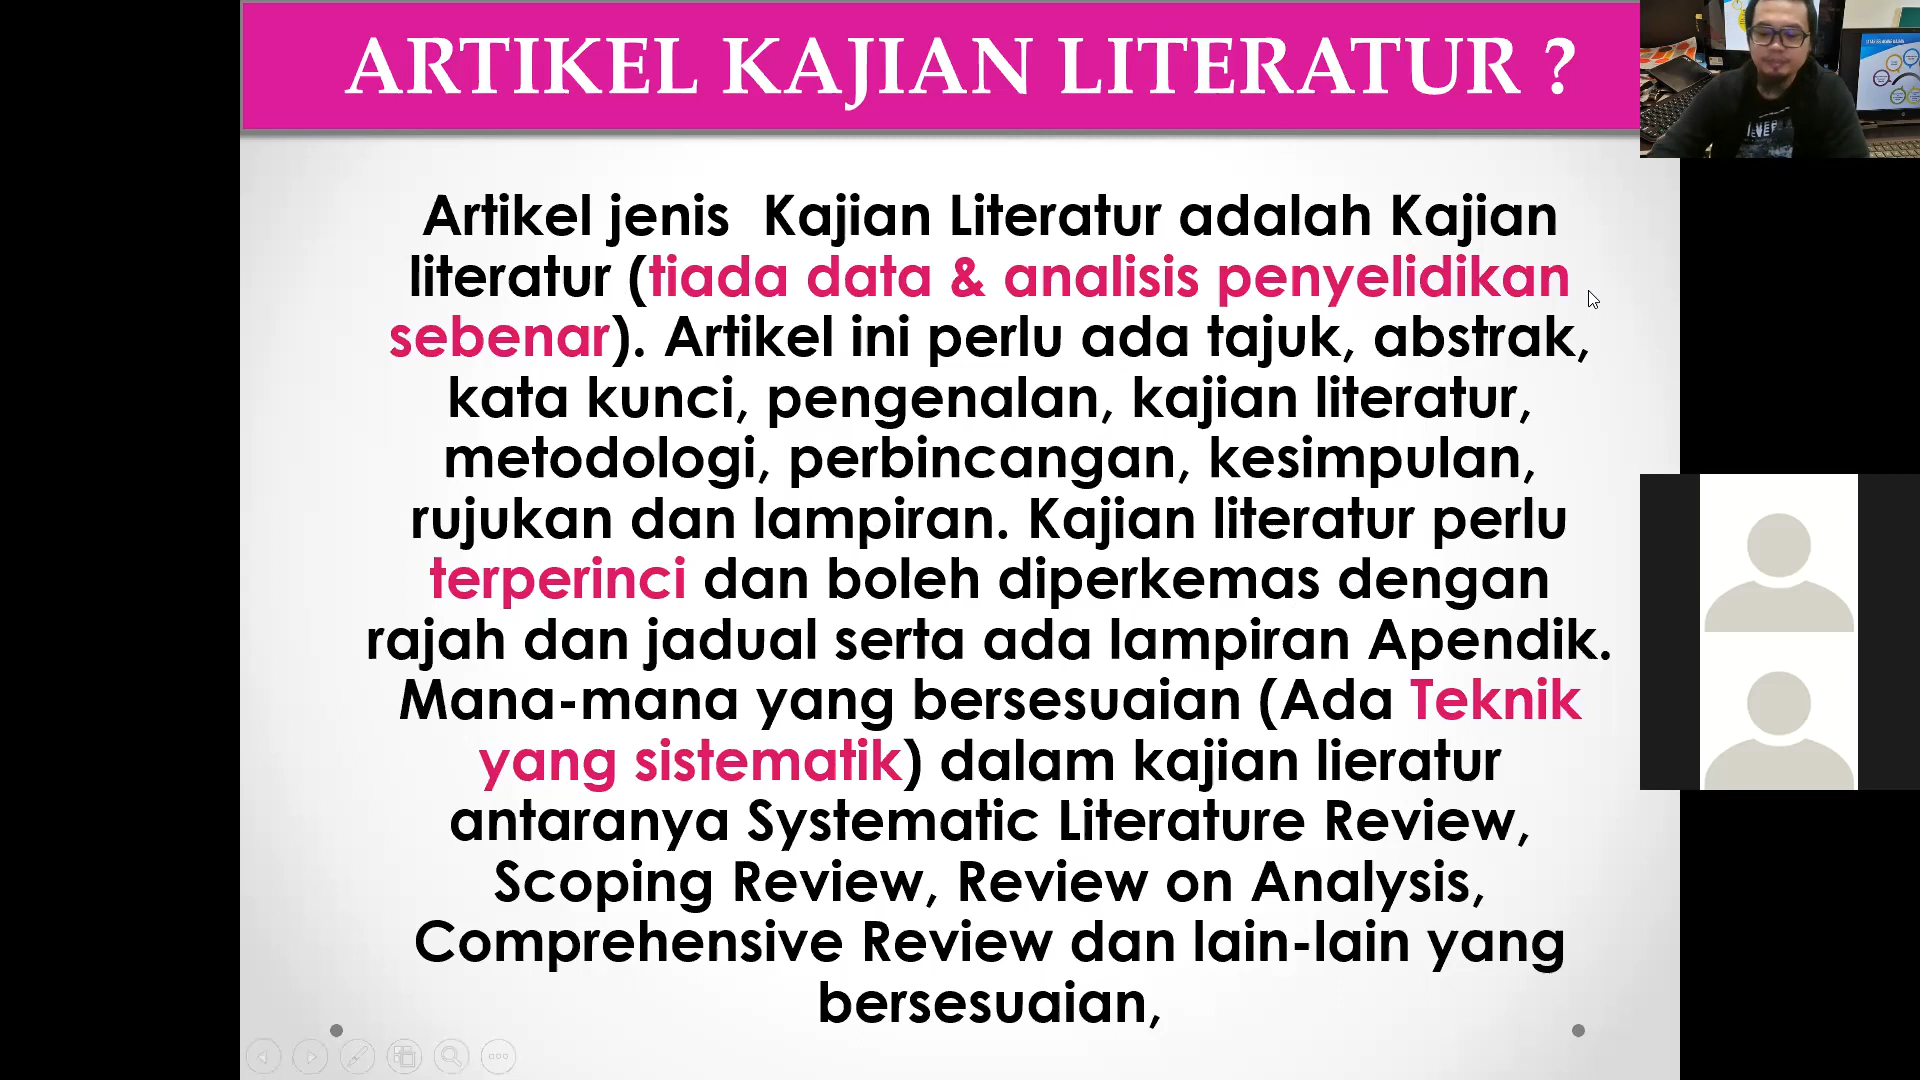 ARTIKEL KAJIAN LITERATUR ?
Artikel jenis  Kajian Literatur adalah Kajian
literatur (tiada data & analisis penyelidikan
sebenar). Artikel ini perlu ada tajuk, abstrak,
kata kunci, pengenalan, kajian literatur,
metodologi, perbincangan, kesimpulan,
rujukan dan lampiran. Kajian literatur perlu
terperinci dan boleh diperkemas dengan
rajah dan jadual serta ada lampiran Apendik.
Mana-mana yang bersesuaian (Ada Teknik
yang sistematik) dalam kajian lieratur
antaranya Systematic Literature Review,
Scoping Review, Review on Analysis,
Comprehensive Review dan lain-lain yang
bersesuaian,